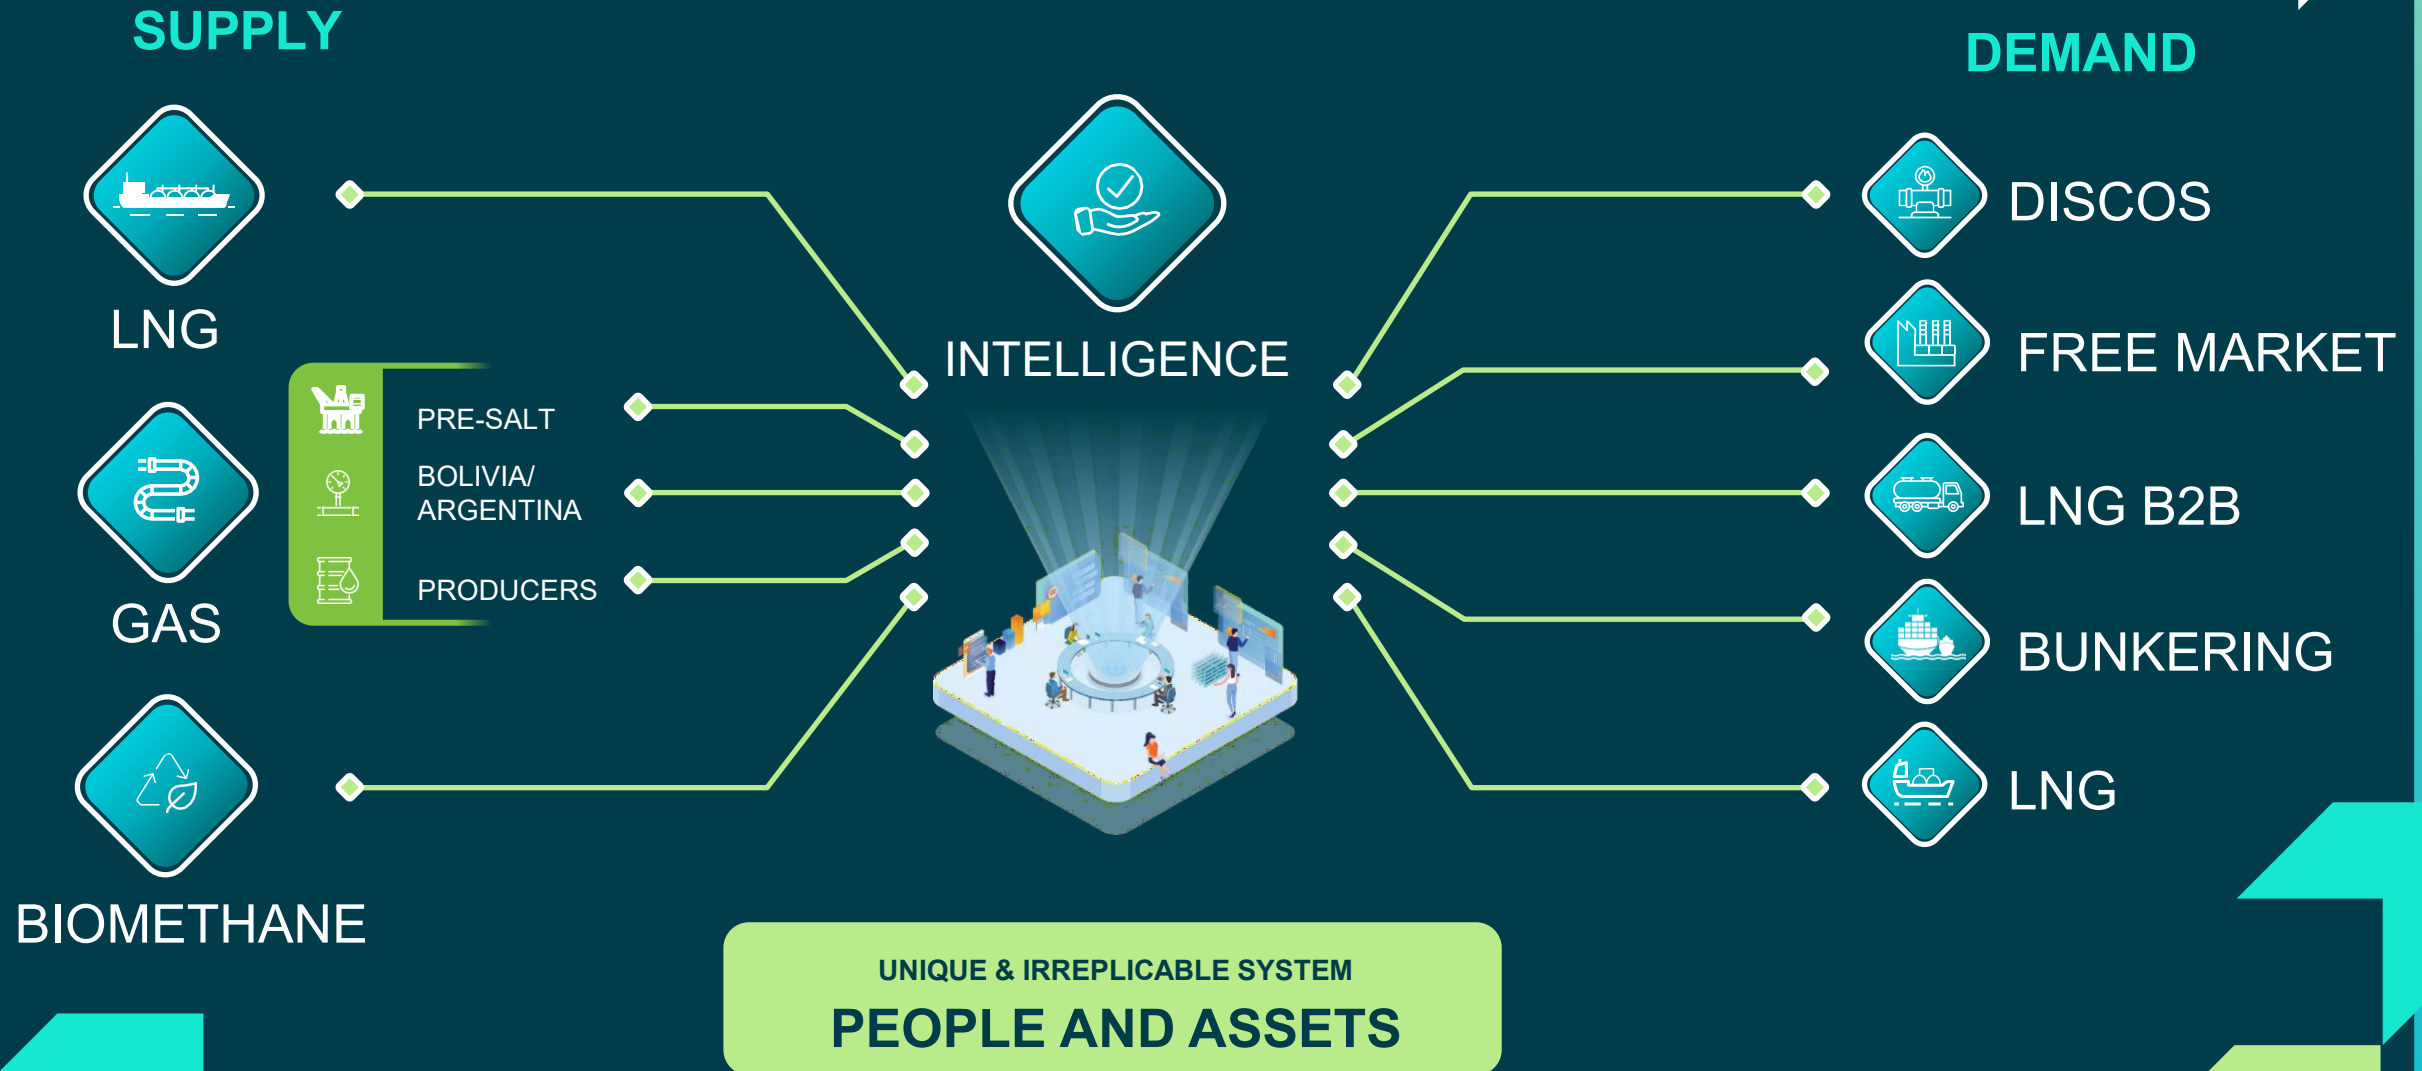 SUPPLY
LNG
GAS
PRE-SALT
BOLIVIA/
ARGENTINA
PRODUCERS
BIOMETHANE
INTELLIGENCE
DEMAND
DISCOS
FREE MARKET
LNG B2B
BUNKERING
LNG
UNIQUE & IRREPLICABLE SYSTEM
PEOPLE AND ASSETS